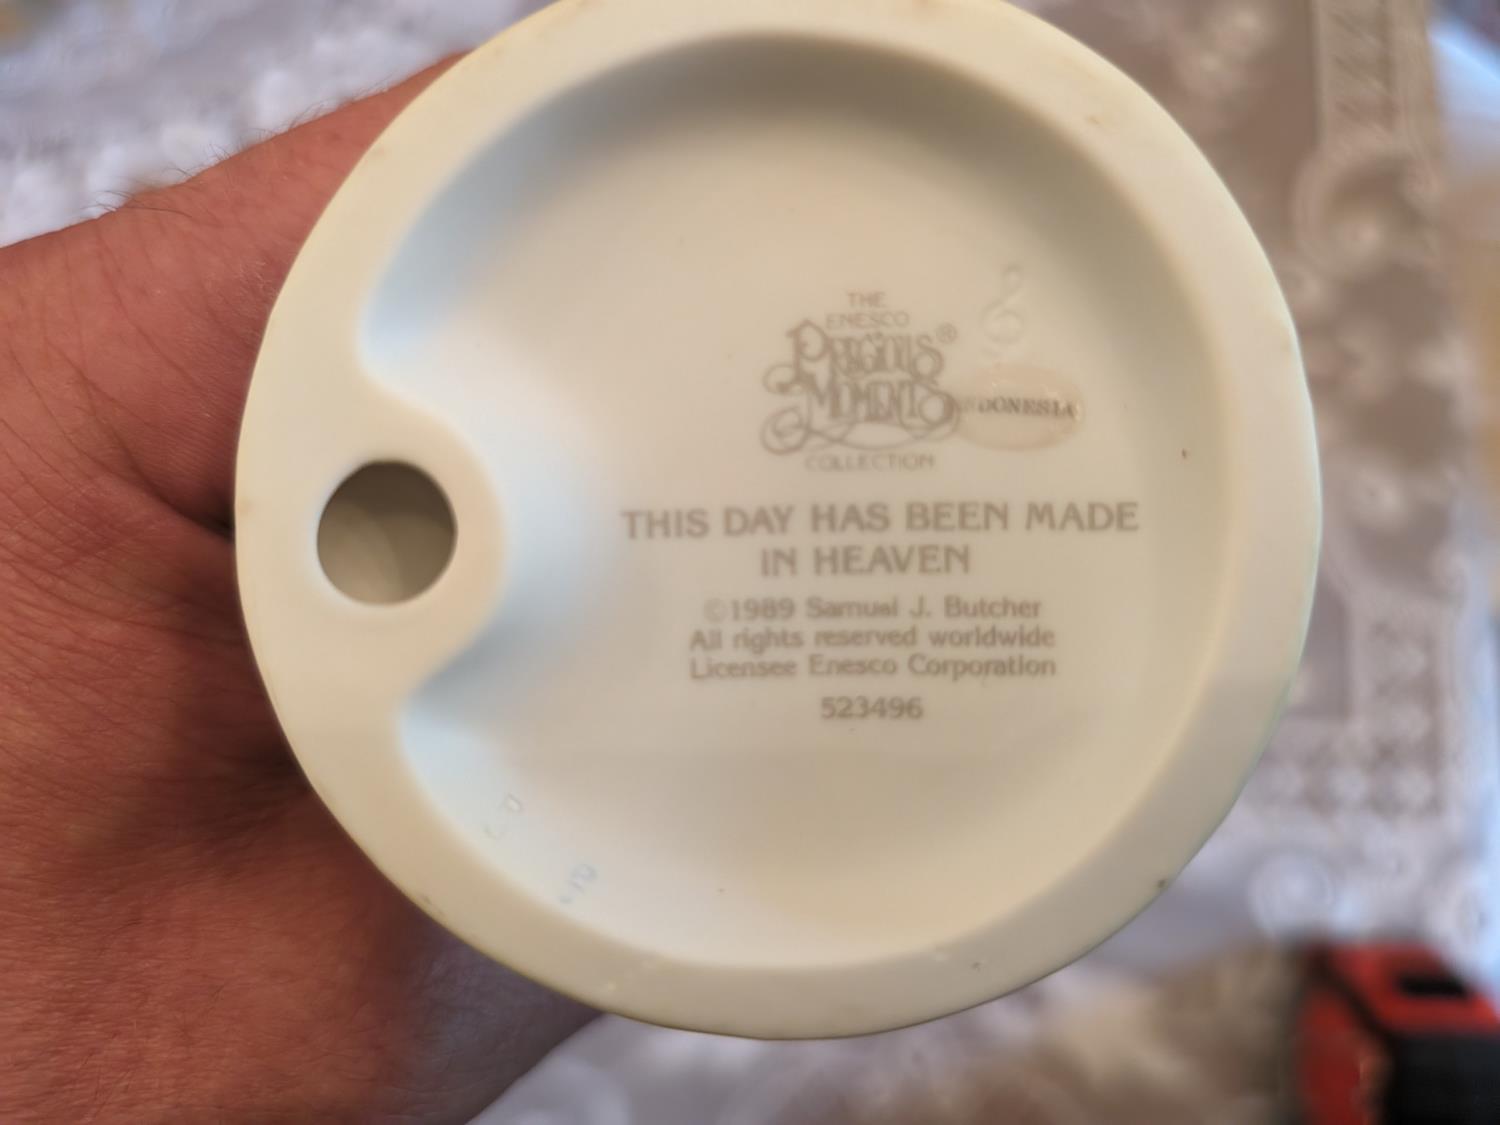 THE
ENESCO
PRECIOUS®
MOMENTS
COLLECTION
INDONESIA
THIS DAY HAS BEEN MADE
IN HEAVEN
©1989 Samuel J. Butcher
All rights reserved worldwide
Licensee Enesco Corporation
523496